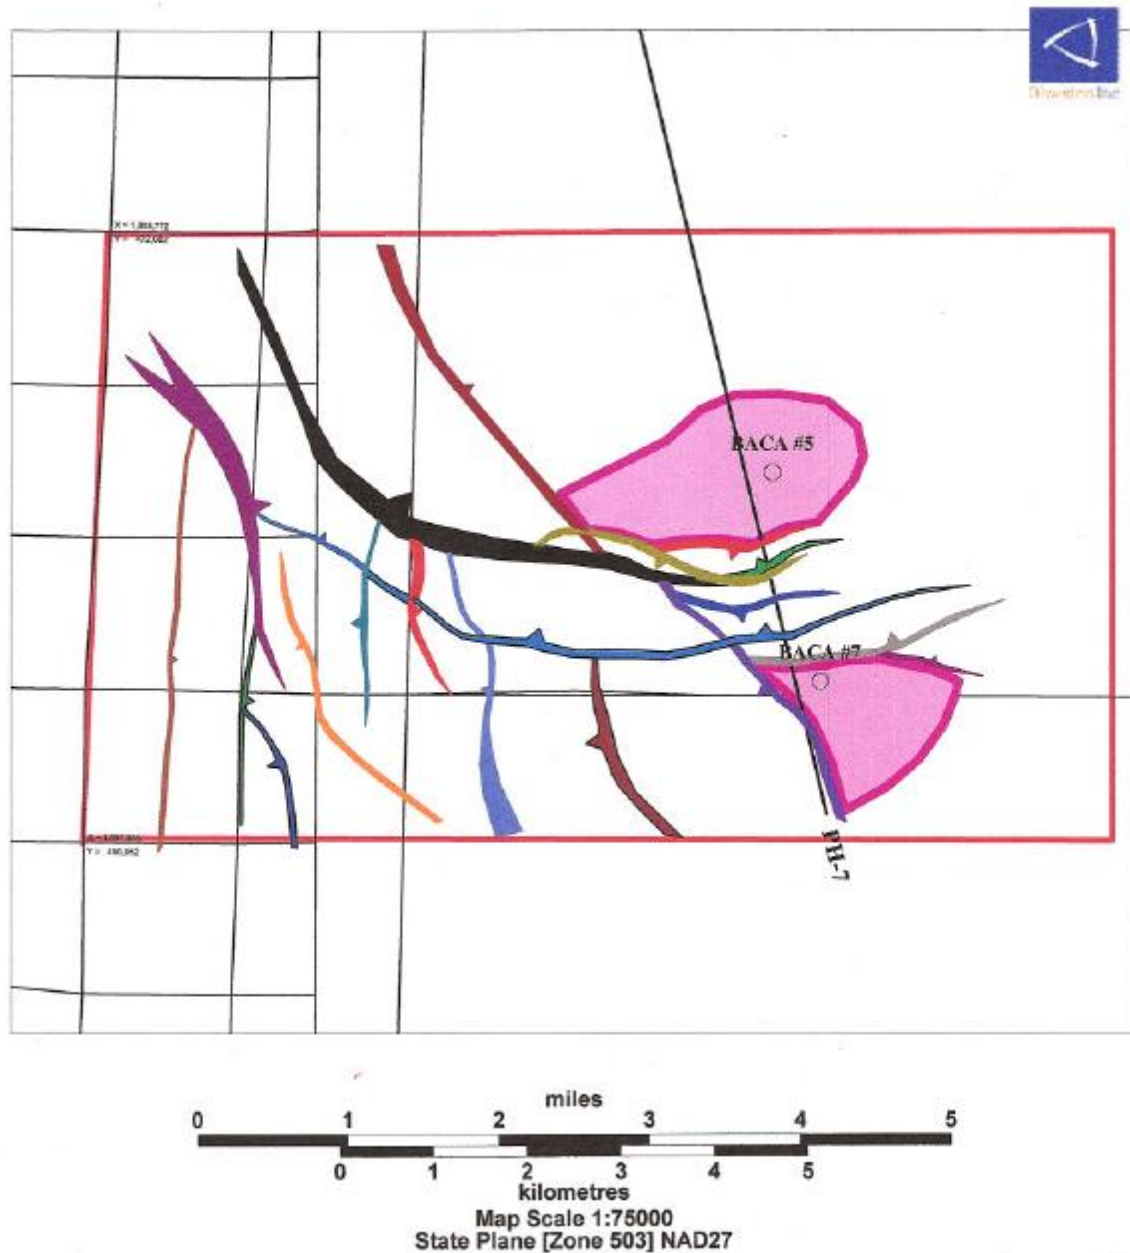 BACA #5
BACA #7
PH-7
miles
0 1 2 3 4 5
0 1 2 3 4 5
kilometres
Map Scale 1:75000
State Plane [Zone 503] NAD27